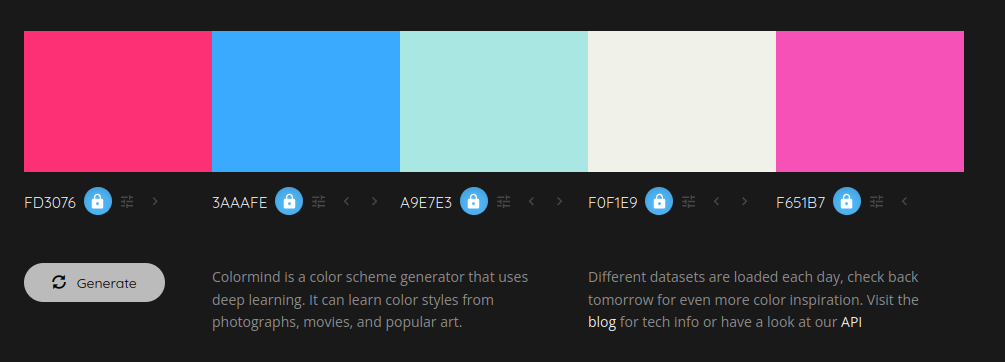 FD3076 3AAAFE A9E7E3 F0F1E9 F651B7
Generate
Colormind is a color scheme generator that uses
deep learning. It can learn color styles from
photographs, movies, and popular art.
Different datasets are loaded each day, check back
tomorrow for even more color inspiration. Visit the
blog for tech info or have a look at our API